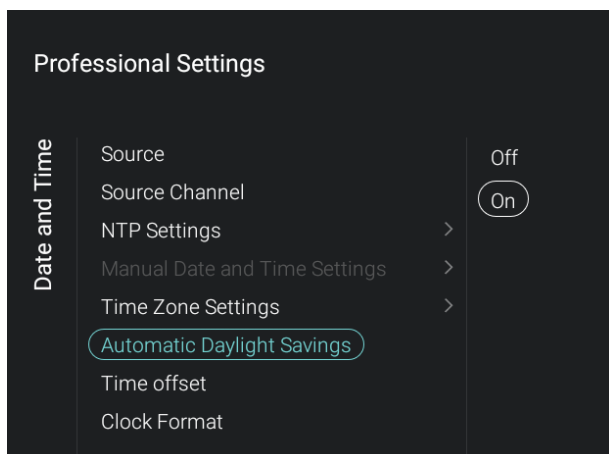 Professional Settings
Date and Time
Source
Source Channel
NTP Settings
Manual Date and Time Settings
Time Zone Settings
Automatic Daylight Savings
Time offset
Clock Format
Off
On